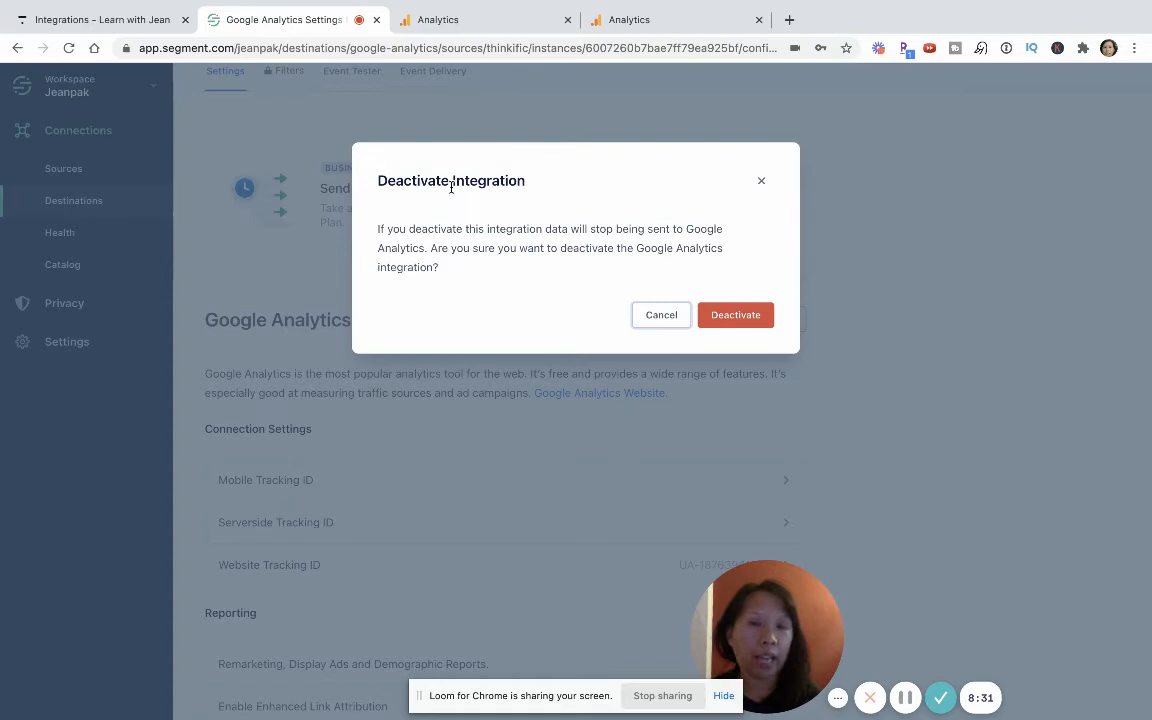 Integrations - Learn with Jean
Google Analytics Settings
Analytics
Analytics
app.segment.com/jeanpak/destinations/google-analytics/sources/thinkific/instances/6007260b7bae7ff79ea925bf/confi...
Workspace
Jeanpak
Connections
Sources
Destinations
Health
Catalog
Privacy
Settings
Settings
Filters
Event Tester
Event Delivery
BUSIN
Send
Take a
Plan.
Deactivate Integration
If you deactivate this integration data will stop being sent to Google
Analytics. Are you sure you want to deactivate the Google Analytics
integration?
Cancel
Deactivate
Google Analytics
Google Analytics is the most popular analytics tool for the web. It's free and provides a wide range of features. It's
especially good at measuring traffic sources and ad campaigns. Google Analytics Website.
Connection Settings
Mobile Tracking ID
Serverside Tracking ID
Website Tracking ID
Reporting
Remarketing, Display Ads and Demographic Reports.
Enable Enhanced Link Attribution
Loom for Chrome is sharing your screen.
Stop sharing
Hide
8:31